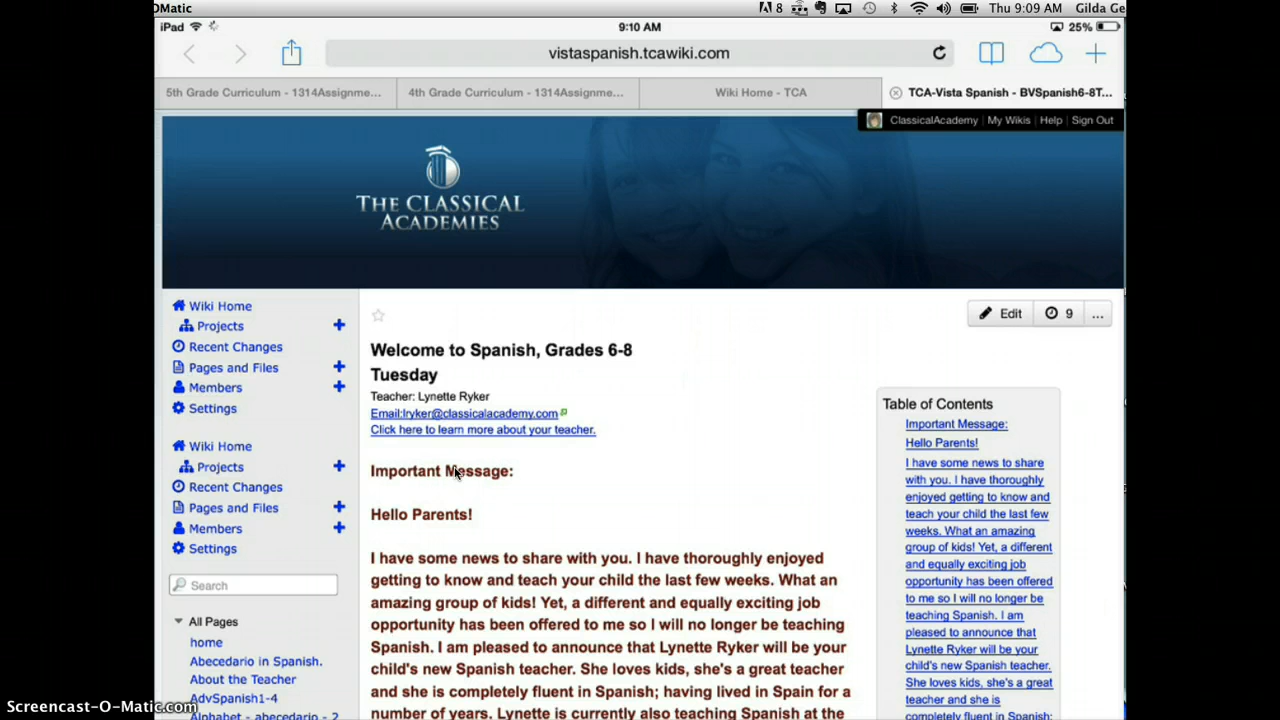 OMatic
8
Thu 9:09 AM
Gilda Ge
iPad
9:10 AM
25%
vistaspanish.tcawiki.com
5th Grade Curriculum - 1314Assignme...
4th Grade Curriculum - 1314Assignme...
Wiki Home - TCA
TCA-Vista Spanish - BVSpanish6-8T...
ClassicalAcademy | My Wikis | Help | Sign Out
THE CLASSICAL
ACADEMIES
Wiki Home
Projects
Recent Changes
Pages and Files
Members
Settings
Wiki Home
Projects
Recent Changes
Pages and Files
Members
Settings
Search
All Pages
home
Abecedario in Spanish.
About the Teacher
AdvSpanish1-4
Alphabet - abecedario - 2
Edit
9
...
Welcome to Spanish, Grades 6-8
Tuesday
Teacher: Lynette Ryker
Email:lryker@classicalacademy.com
Click here to learn more about your teacher.
Important Message:
Hello Parents!
I have some news to share with you. I have thoroughly enjoyed
getting to know and teach your child the last few weeks. What an
amazing group of kids! Yet, a different and equally exciting job
opportunity has been offered to me so I will no longer be teaching
Spanish. I am pleased to announce that Lynette Ryker will be your
child's new Spanish teacher. She loves kids, she's a great teacher
and she is completely fluent in Spanish; having lived in Spain for a
number of years. Lynette is currently also teaching Spanish at the
Table of Contents
Important Message:
Hello Parents!
I have some news to share
with you. I have thoroughly
enjoyed getting to know and
teach your child the last few
weeks. What an amazing
group of kids! Yet, a different
and equally exciting job
opportunity has been offered
to me so I will no longer be
teaching Spanish. I am
pleased to announce that
Lynette Ryker will be your
child's new Spanish teacher.
She loves kids, she's a great
teacher and she is
completely fluent in Spanish;
Screencast-O-Matic.com